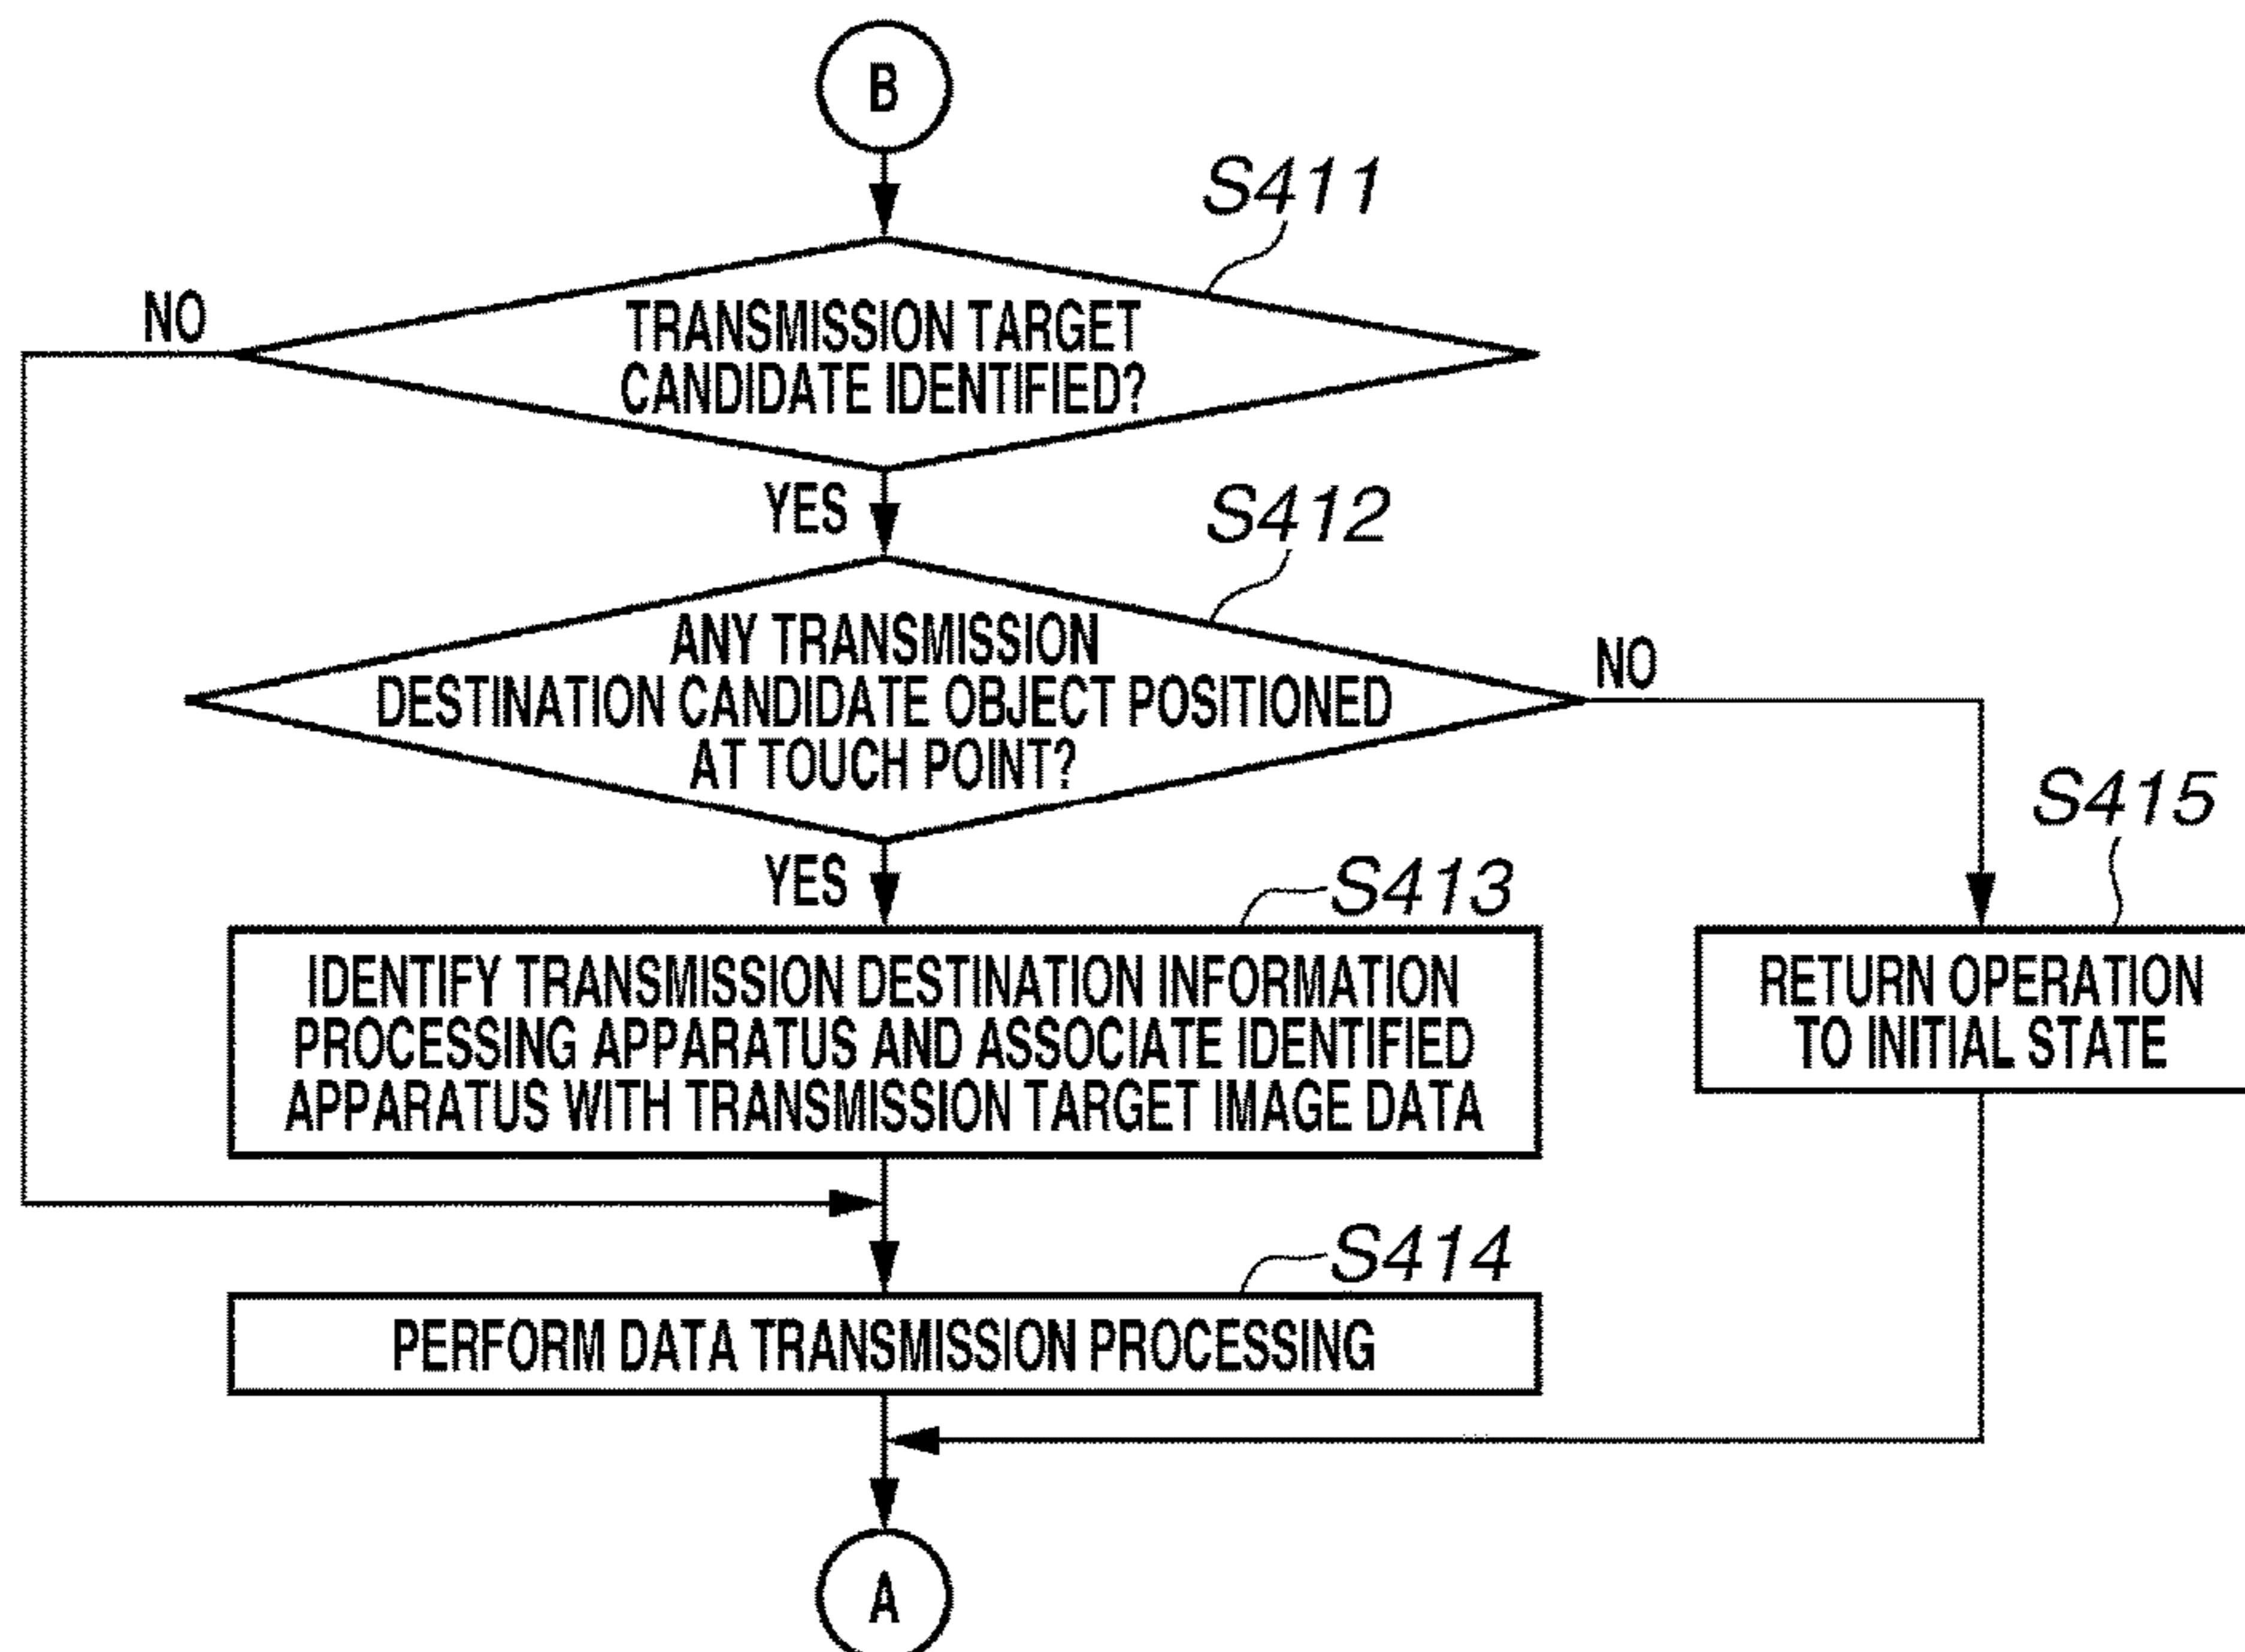 B
S411
NO
TRANSMISSION TARGET
CANDIDATE IDENTIFIED?
YES
S412
ANY TRANSMISSION
DESTINATION CANDIDATE OBJECT POSITIONED
AT TOUCH POINT?
NO
YES
S413
IDENTIFY TRANSMISSION DESTINATION INFORMATION
PROCESSING APPARATUS AND ASSOCIATE IDENTIFIED
APPARATUS WITH TRANSMISSION TARGET IMAGE DATA
S415
RETURN OPERATION
TO INITIAL STATE
S414
PERFORM DATA TRANSMISSION PROCESSING
A